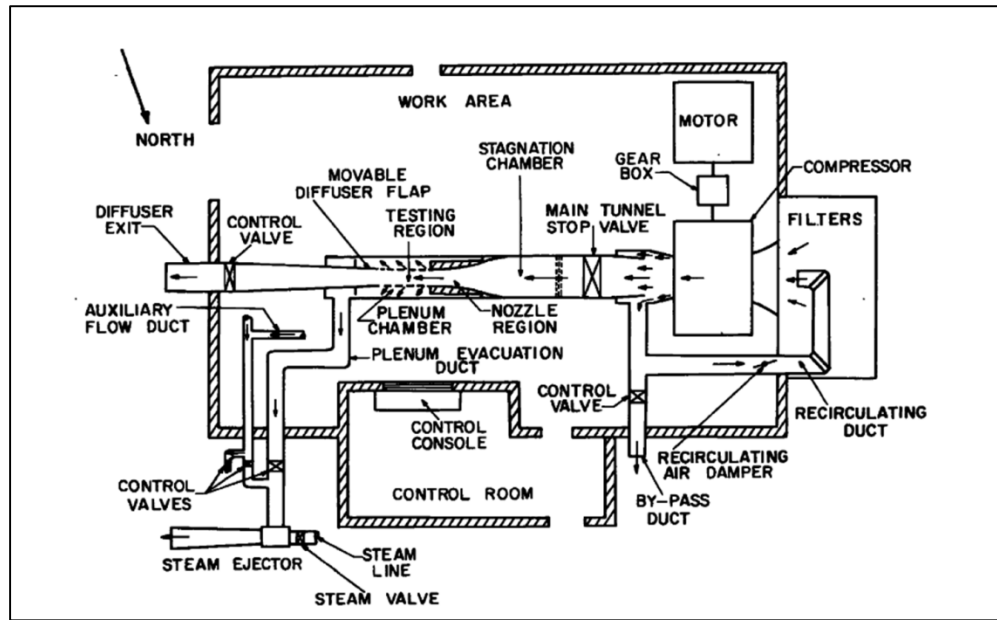 WORK AREA
MOTOR
NORTH
STAGNATION
CHAMBER
GEAR
BOX
COMPRESSOR
MOVABLE
DIFFUSER FLAP
TESTING
REGION
MAIN TUNNEL
STOP VALVE
DIFFUSER
EXIT
CONTROL
VALVE
FILTERS
AUXILIARY
FLOW DUCT
PLENUM
CHAMBER
NOZZLE
REGION
PLENUM EVACUATION
DUCT
CONTROL
VALVE
CONTROL
CONSOLE
RECIRCULATING
DUCT
RECIRCULATING
AIR DAMPER
CONTROL
VALVES
CONTROL ROOM
BY-PASS
DUCT
STEAM EJECTOR
STEAM
LINE
STEAM VALVE